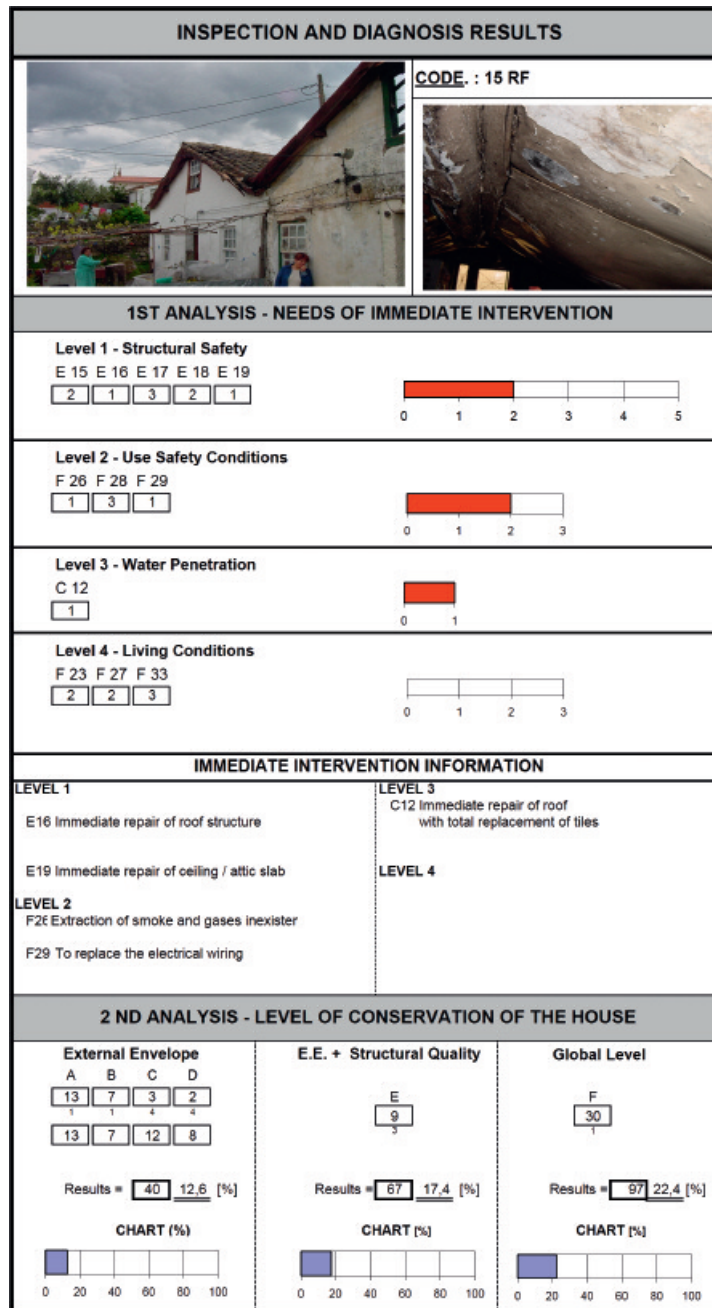 INSPECTION AND DIAGNOSIS RESULTS
CODE. : 15 RF
1ST ANALYSIS - NEEDS OF IMMEDIATE INTERVENTION
Level 1 - Structural Safety
E 15 E 16 E 17 E 18 E 19
2 1 3 2 1
0 1 2 3 4 5
Level 2 - Use Safety Conditions
F 26 F 28 F 29
1 3 1
0 1 2 3
Level 3 - Water Penetration
C 12
1
0 1
Level 4 - Living Conditions
F 23 F 27 F 33
2 2 3
0 1 2 3
IMMEDIATE INTERVENTION INFORMATION
LEVEL 1
E16 Immediate repair of roof structure
E19 Immediate repair of ceiling / attic slab
LEVEL 2
F26 Extraction of smoke and gases inexister
F29 To replace the electrical wiring
LEVEL 3
C12 Immediate repair of roof
with total replacement of tiles
LEVEL 4
2 ND ANALYSIS - LEVEL OF CONSERVATION OF THE HOUSE
External Envelope
A B C D
13 7 3 2
1 1 4 4
13 7 12 8
Results = 40 12,6 [%]
CHART (%)
0 20 40 60 80 100
E.E. + Structural Quality
E
9
3
Results = 67 17,4 [%]
CHART [%]
0 20 40 60 80 100
Global Level
F
30
1
Results = 97 22,4 [%]
CHART [%]
0 20 40 60 80 100